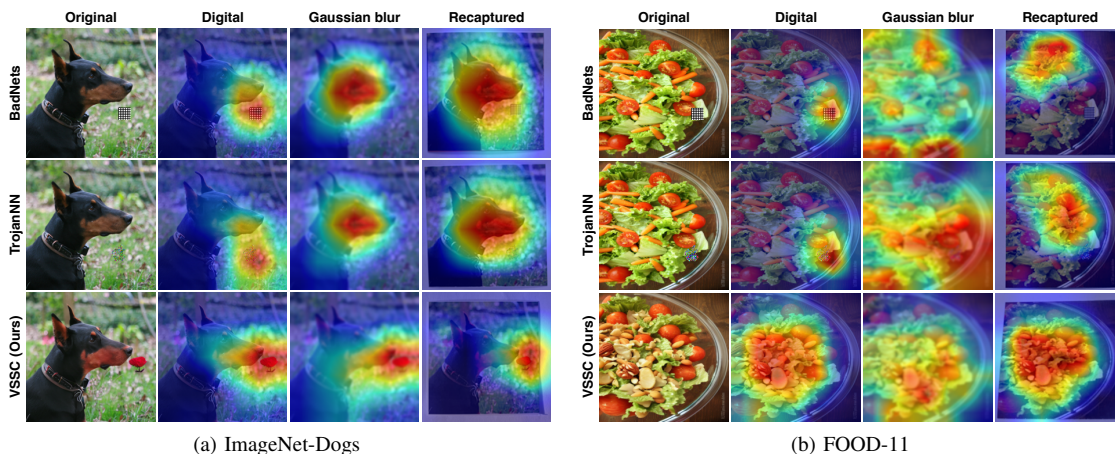 Original Digital Gaussian blur Recaptured
BadNets
TrojanNN
VSSC (Ours)
(a) ImageNet-Dogs
Original Digital Gaussian blur Recaptured
BadNets
TrojanNN
VSSC (Ours)
(b) FOOD-11